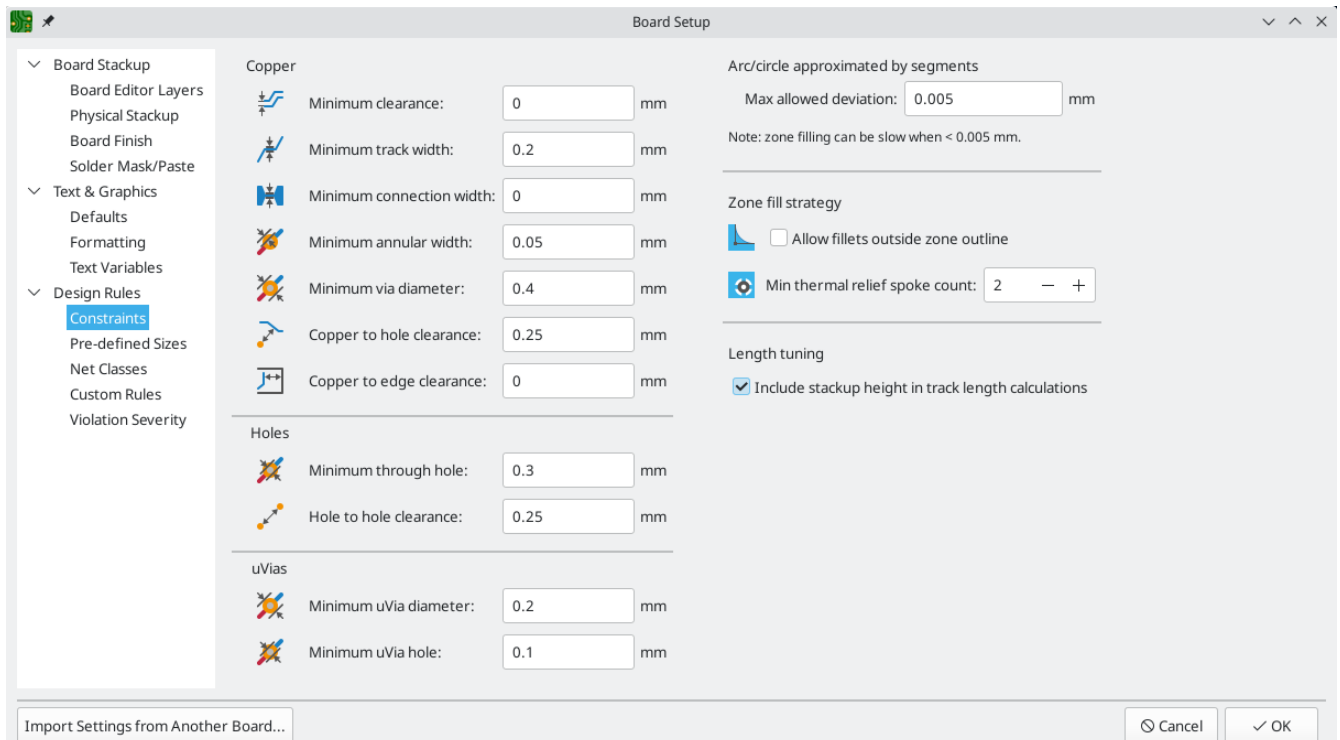 Board Setup
Board Stackup
Board Editor Layers
Physical Stackup
Board Finish
Solder Mask/Paste
Text & Graphics
Defaults
Formatting
Text Variables
Design Rules
Constraints
Pre-defined Sizes
Net Classes
Custom Rules
Violation Severity
Copper
Minimum clearance: 0 mm
Minimum track width: 0.2 mm
Minimum connection width: 0 mm
Minimum annular width: 0.05 mm
Minimum via diameter: 0.4 mm
Copper to hole clearance: 0.25 mm
Copper to edge clearance: 0 mm
Holes
Minimum through hole: 0.3 mm
Hole to hole clearance: 0.25 mm
uVias
Minimum uVia diameter: 0.2 mm
Minimum uVia hole: 0.1 mm
Arc/circle approximated by segments
Max allowed deviation: 0.005 mm
Note: zone filling can be slow when < 0.005 mm.
Zone fill strategy
Allow fillets outside zone outline
Min thermal relief spoke count: 2 − +
Length tuning
Include stackup height in track length calculations
Import Settings from Another Board...
Cancel
OK